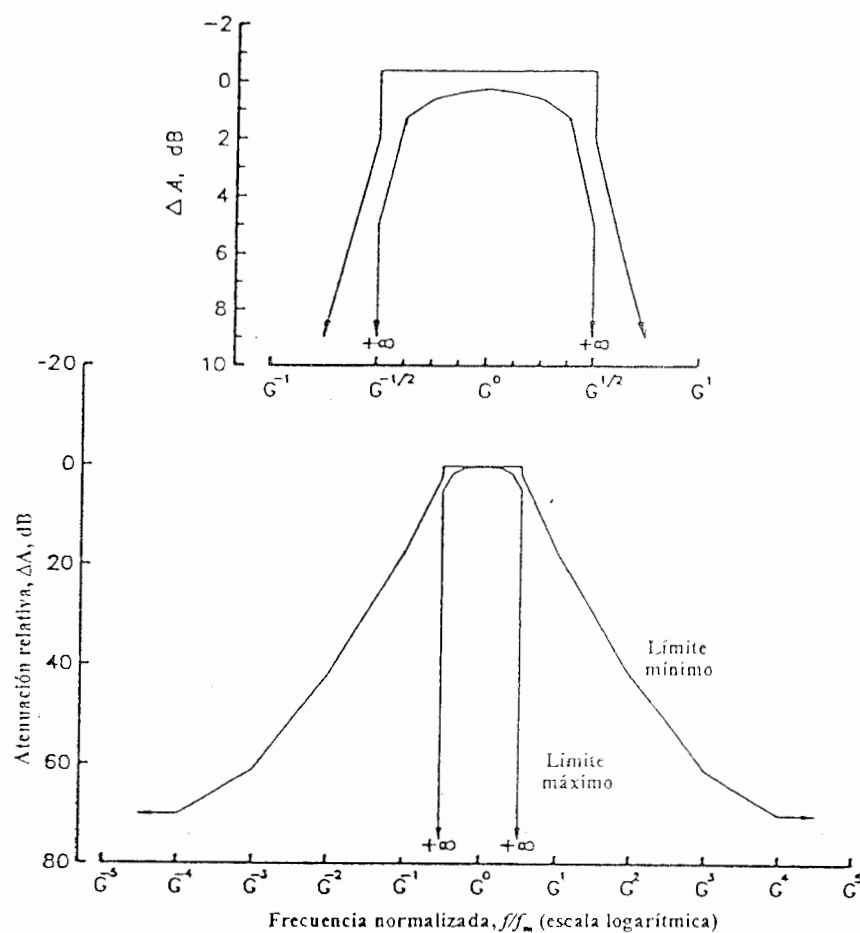 -2
0
2
4
6
8
10
Δ A, dB
+∞ +∞
G⁻¹ G⁻¹/² G⁰ G¹/² G¹
-20
0
20
40
60
80
Atenuación relativa, ΔA, dB
Límite
mínimo
Límite
máximo
+∞ +∞
G⁻⁵ G⁻⁴ G⁻³ G⁻² G⁻¹ G⁰ G¹ G² G³ G⁴ G⁵
Frecuencia normalizada, f/fₘ (escala logarítmica)